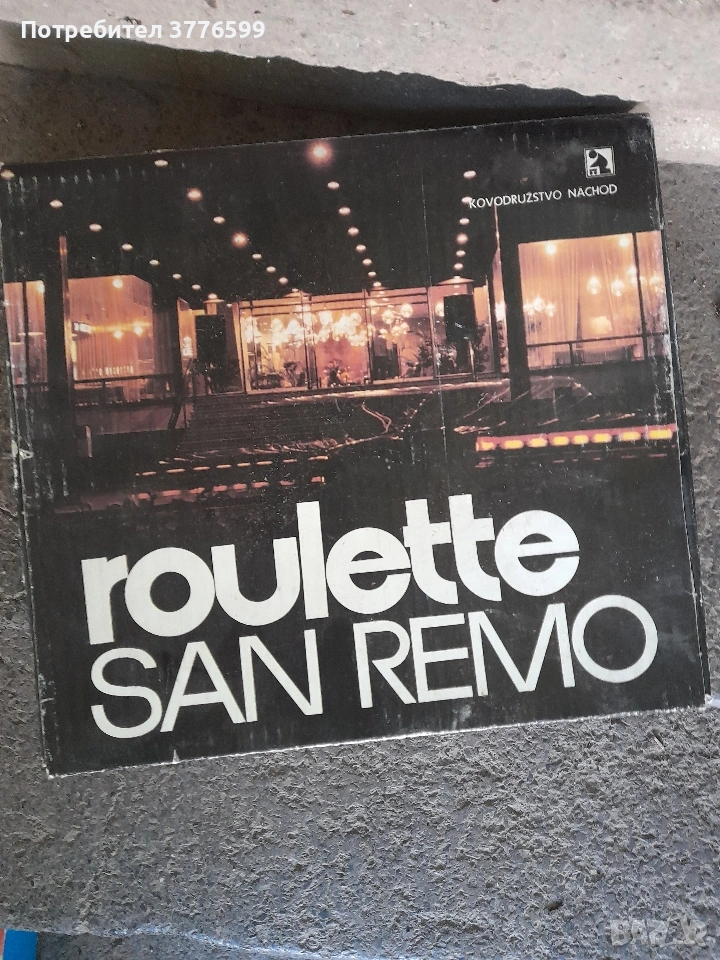 Потребител 3776599
KOVODRUŽSTVO NÁCHOD
roulette
SAN REMO